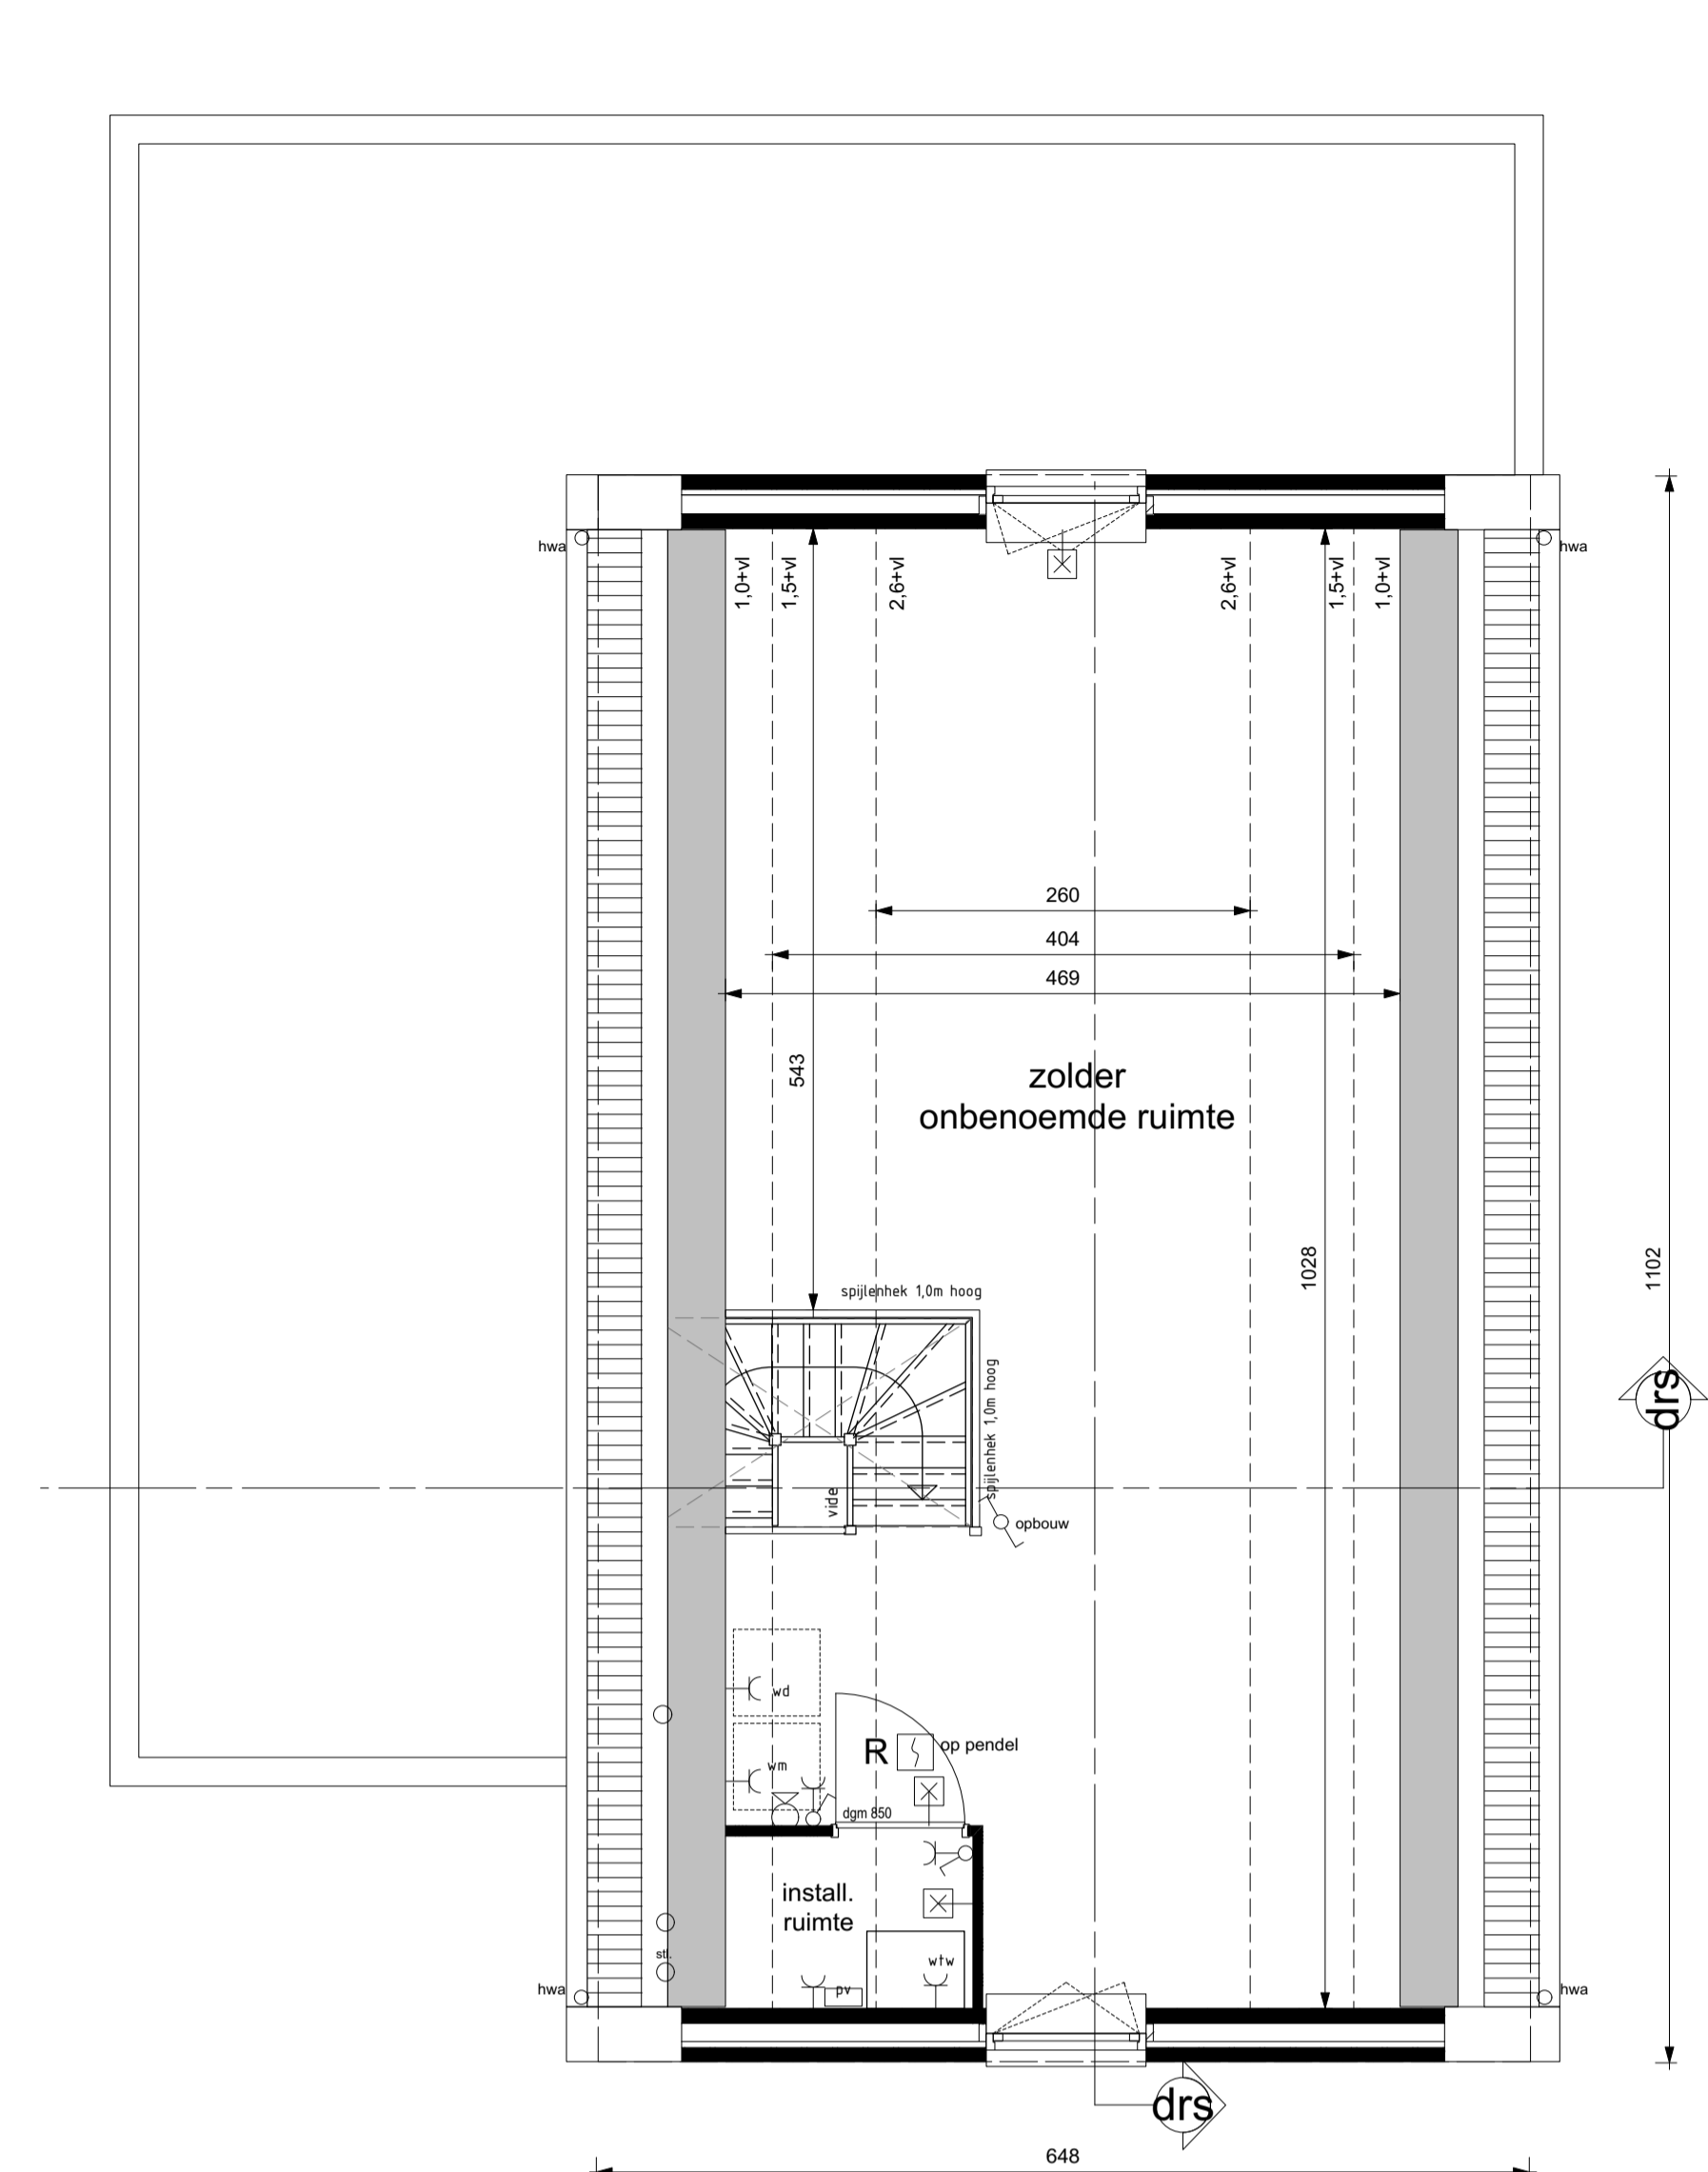 hwa
hwa
1,0+vl
1,5+vl
2,6+vl
2,6+vl
1,5+vl
1,0+vl
260
404
469
543
zolder
onbenoemde ruimte
1028
1102
spijlenhek 1,0m hoog
spijlenhek 1,0m hoog
drs
vide
opbouw
wd
wm
R
op pendel
dgm 850
install.
ruimte
stl.
wtw
pv
hwa
hwa
drs
648